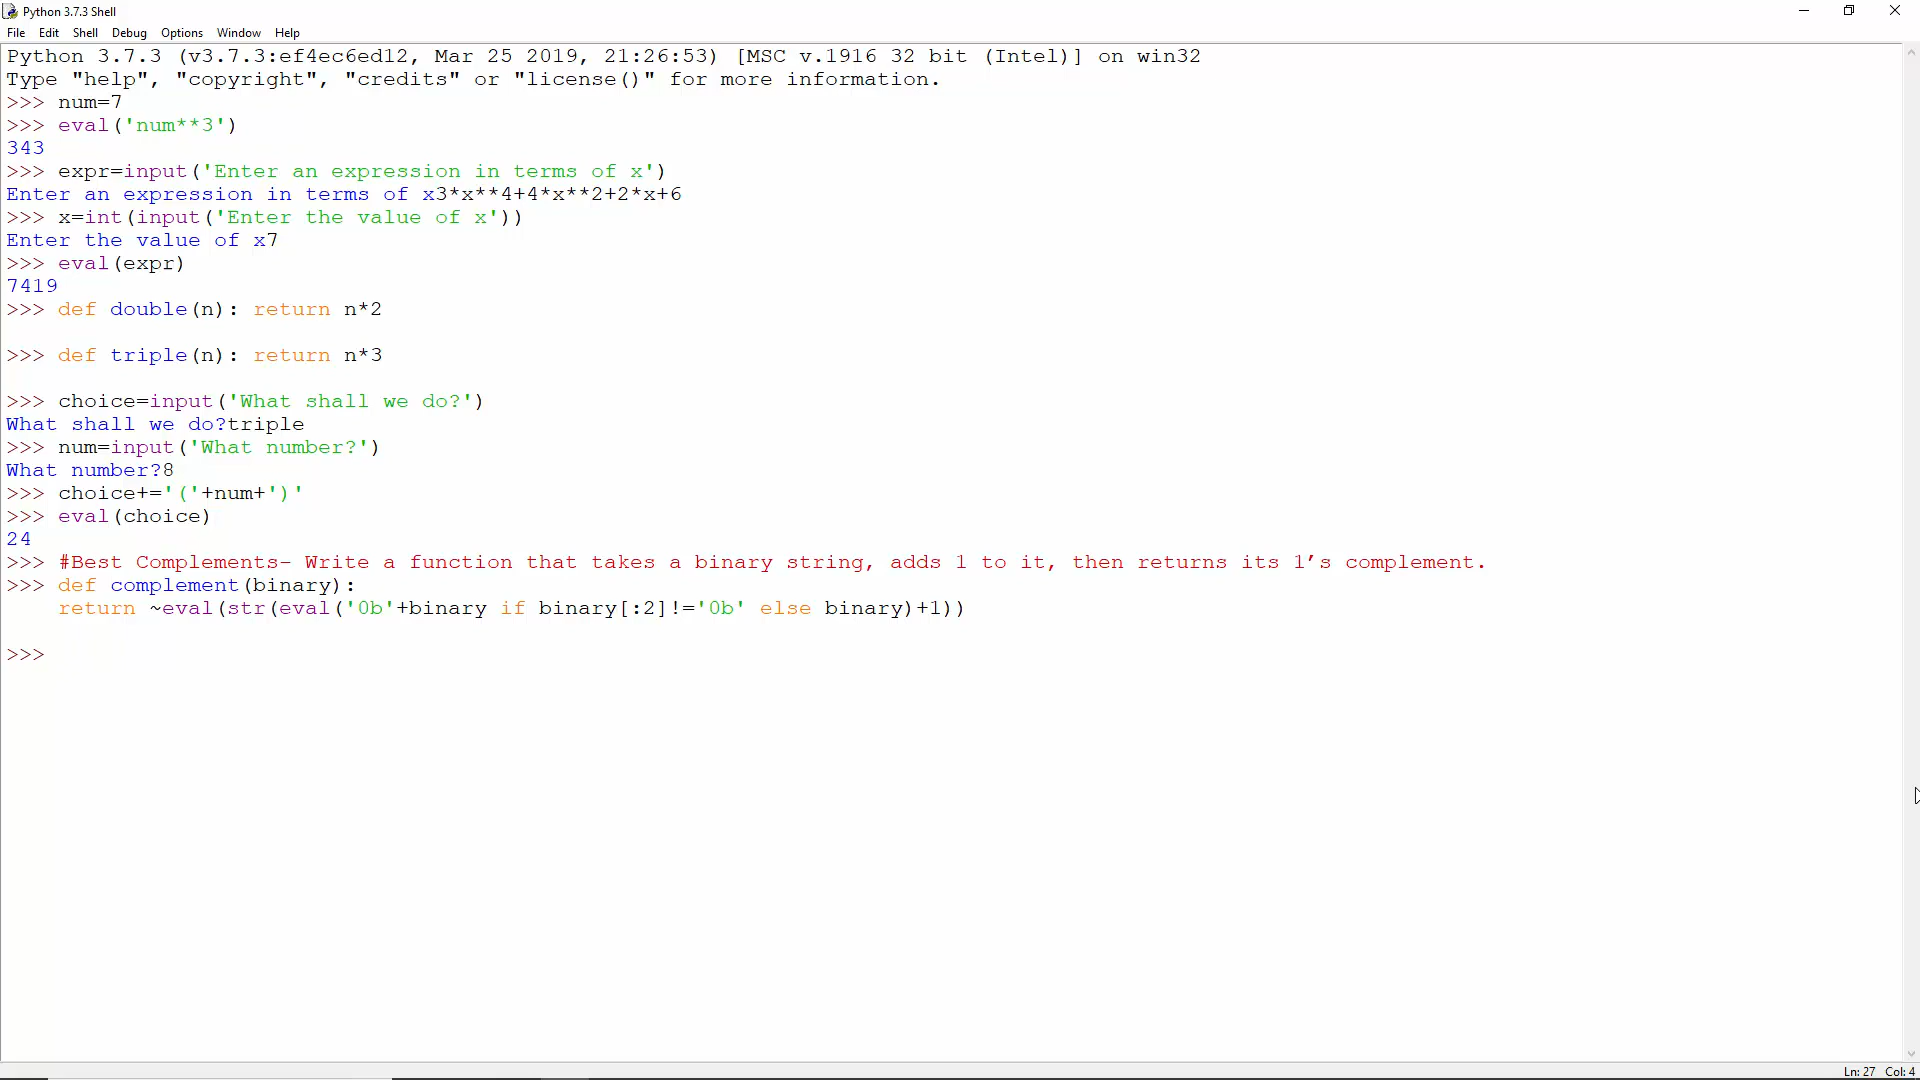 Python 3.7.3 Shell
File Edit Shell Debug Options Window Help
Python 3.7.3 (v3.7.3:ef4ec6ed12, Mar 25 2019, 21:26:53) [MSC v.1916 32 bit (Intel)] on win32
Type "help", "copyright", "credits" or "license()" for more information.
>>> num=7
>>> eval('num**3')
343
>>> expr=input('Enter an expression in terms of x')
Enter an expression in terms of x3*x**4+4*x**2+2*x+6
>>> x=int(input('Enter the value of x'))
Enter the value of x7
>>> eval(expr)
7419
>>> def double(n): return n*2
>>> def triple(n): return n*3
>>> choice=input('What shall we do?')
What shall we do?triple
>>> num=input('What number?')
What number?8
>>> choice+='('+num+')'
>>> eval(choice)
24
>>> #Best Complements- Write a function that takes a binary string, adds 1 to it, then returns its 1’s complement.
>>> def complement(binary):
    return ~eval(str(eval('0b'+binary if binary[:2]!='0b' else binary)+1))
>>>
Ln: 27 Col: 4